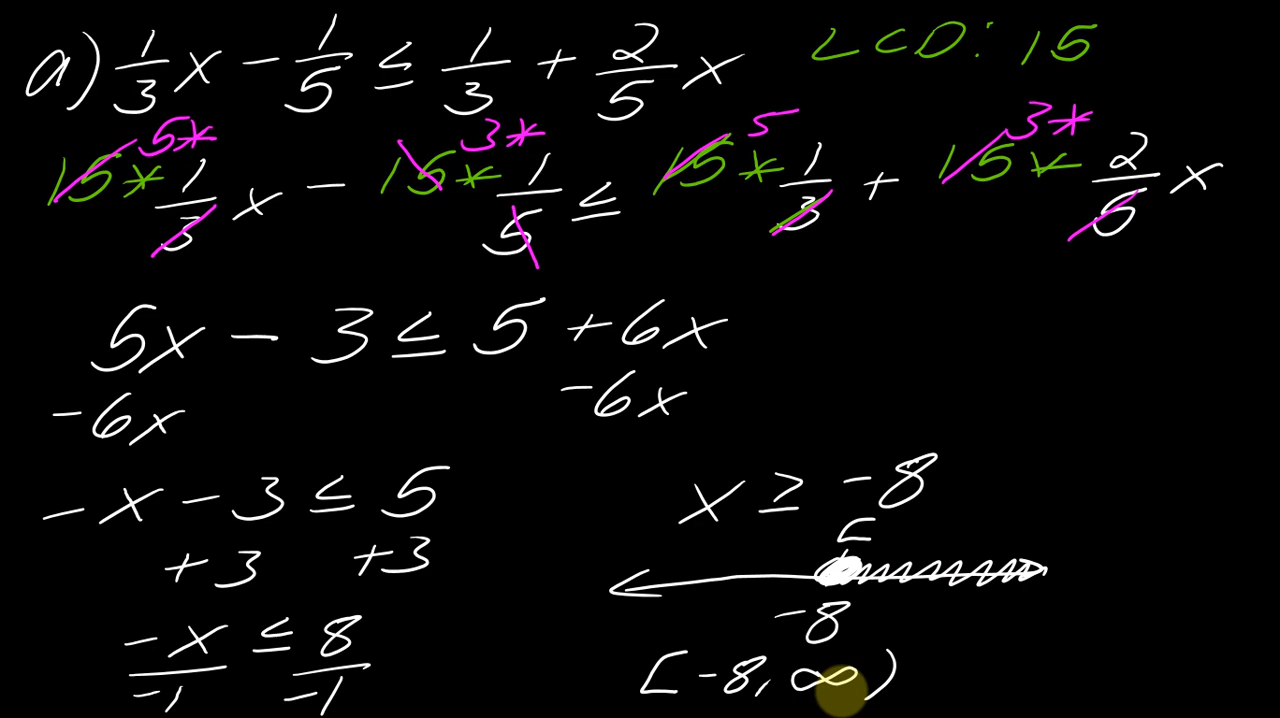 a) 1/3 x - 1/5 ≤ 1/3 + 2/5 x LCD: 15
5* 3* 5 3*
15 * 1/3 x - 15 * 1/5 ≤ 15 * 1/3 + 15 * 2/5 x
5x - 3 ≤ 5 + 6x
-6x -6x
-x - 3 ≤ 5
+3 +3
-x ≤ 8
-1 -1
x ≥ -8
[
-8
[-8, ∞)